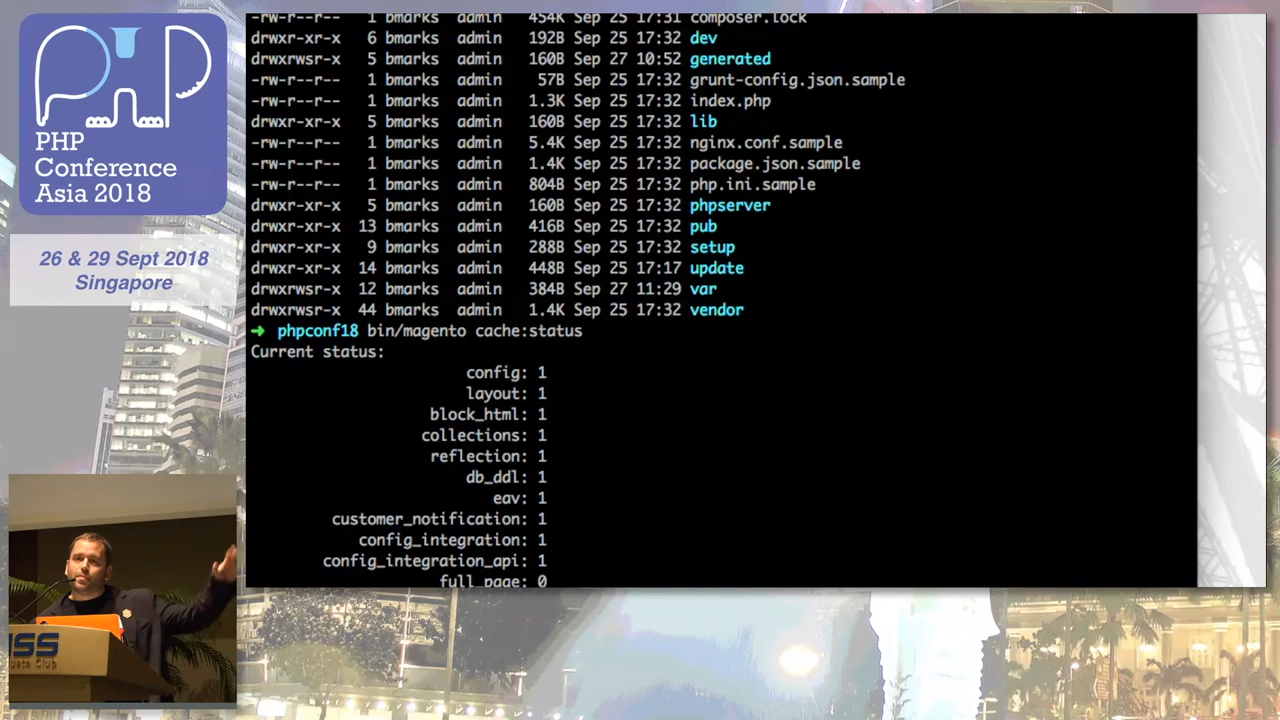 PHP
Conference
Asia 2018
26 & 29 Sept 2018
Singapore
-rw-r--r-- 1 bmarks admin 454K Sep 25 17:31 composer.lock
drwxr-xr-x 6 bmarks admin 192B Sep 25 17:32 dev
drwxrwsr-x 5 bmarks admin 160B Sep 27 10:52 generated
-rw-r--r-- 1 bmarks admin 57B Sep 25 17:32 grunt-config.json.sample
-rw-r--r-- 1 bmarks admin 1.3K Sep 25 17:32 index.php
drwxr-xr-x 5 bmarks admin 160B Sep 25 17:32 lib
-rw-r--r-- 1 bmarks admin 5.4K Sep 25 17:32 nginx.conf.sample
-rw-r--r-- 1 bmarks admin 1.4K Sep 25 17:32 package.json.sample
-rw-r--r-- 1 bmarks admin 804B Sep 25 17:32 php.ini.sample
drwxr-xr-x 5 bmarks admin 160B Sep 25 17:32 phpserver
drwxr-xr-x 13 bmarks admin 416B Sep 25 17:32 pub
drwxr-xr-x 9 bmarks admin 288B Sep 25 17:32 setup
drwxr-xr-x 14 bmarks admin 448B Sep 25 17:17 update
drwxrwsr-x 12 bmarks admin 384B Sep 27 11:29 var
drwxrwsr-x 44 bmarks admin 1.4K Sep 25 17:32 vendor
➜ phpconf18 bin/magento cache:status
Current status:
config: 1
layout: 1
block_html: 1
collections: 1
reflection: 1
db_ddl: 1
eav: 1
customer_notification: 1
config_integration: 1
config_integration_api: 1
full_page: 0